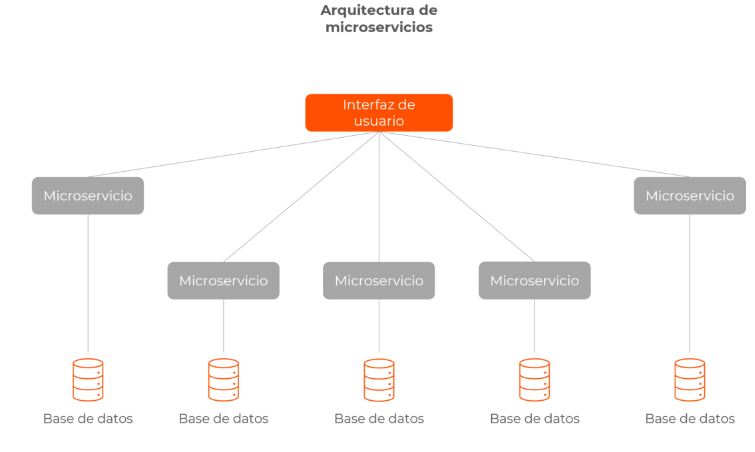 Arquitectura de
microservicios
Interfaz de
usuario
Microservicio
Microservicio
Microservicio
Microservicio
Microservicio
Base de datos
Base de datos
Base de datos
Base de datos
Base de datos